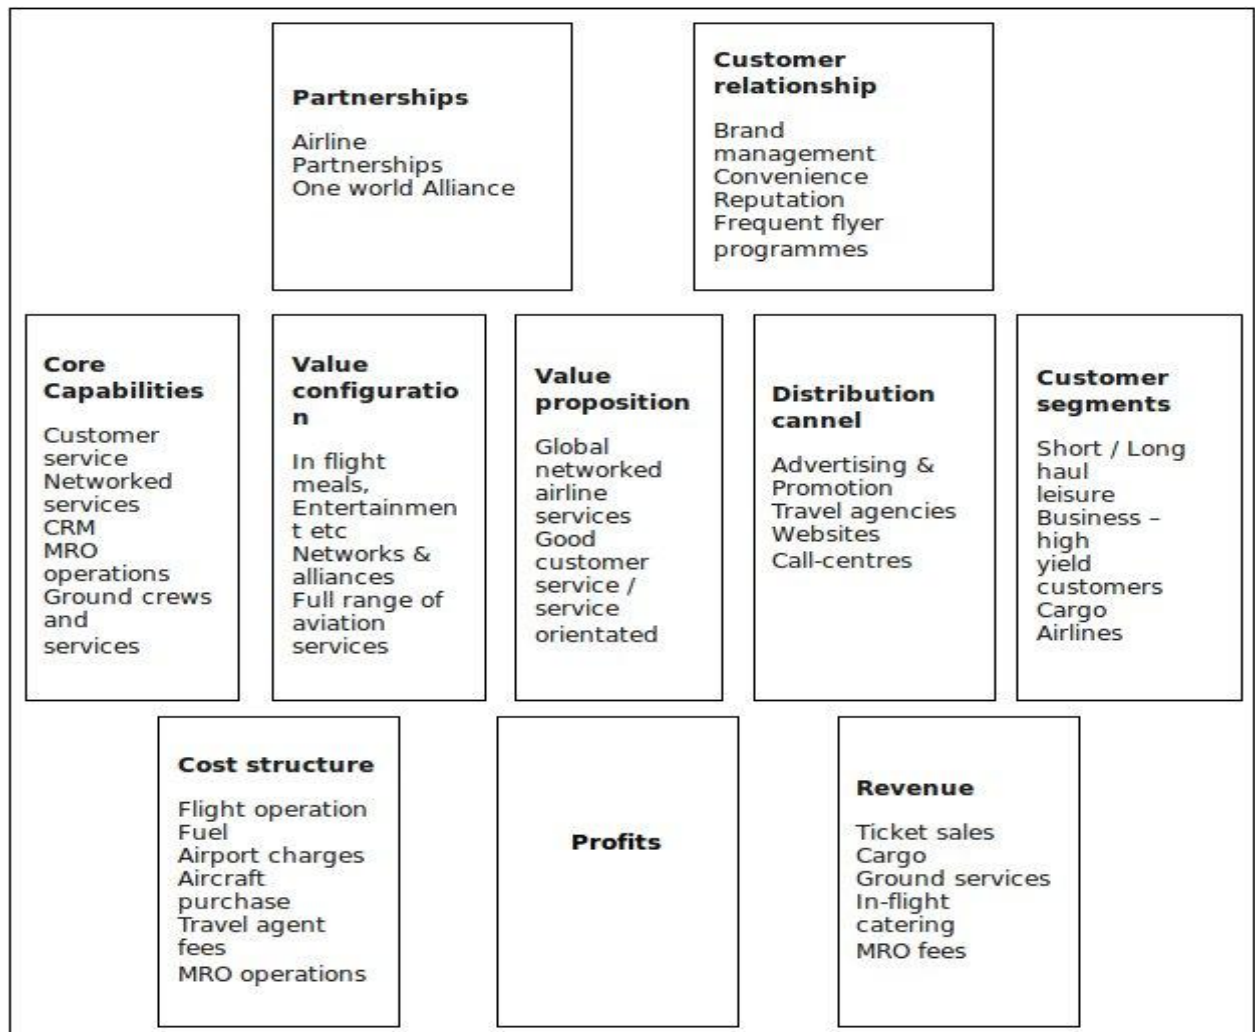 Partnerships
Airline
Partnerships
One world Alliance
Customer
relationship
Brand
management
Convenience
Reputation
Frequent flyer
programmes
Core
Capabilities
Customer
service
Networked
services
CRM
MRO
operations
Ground crews
and
services
Value
configuratio
n
In flight
meals,
Entertainmen
t etc
Networks &
alliances
Full range of
aviation
services
Value
proposition
Global
networked
airline
services
Good
customer
service /
service
orientated
Distribution
cannel
Advertising &
Promotion
Travel agencies
Websites
Call-centres
Customer
segments
Short / Long
haul
leisure
Business –
high
yield
customers
Cargo
Airlines
Cost structure
Flight operation
Fuel
Airport charges
Aircraft
purchase
Travel agent
fees
MRO operations
Profits
Revenue
Ticket sales
Cargo
Ground services
In-flight
catering
MRO fees